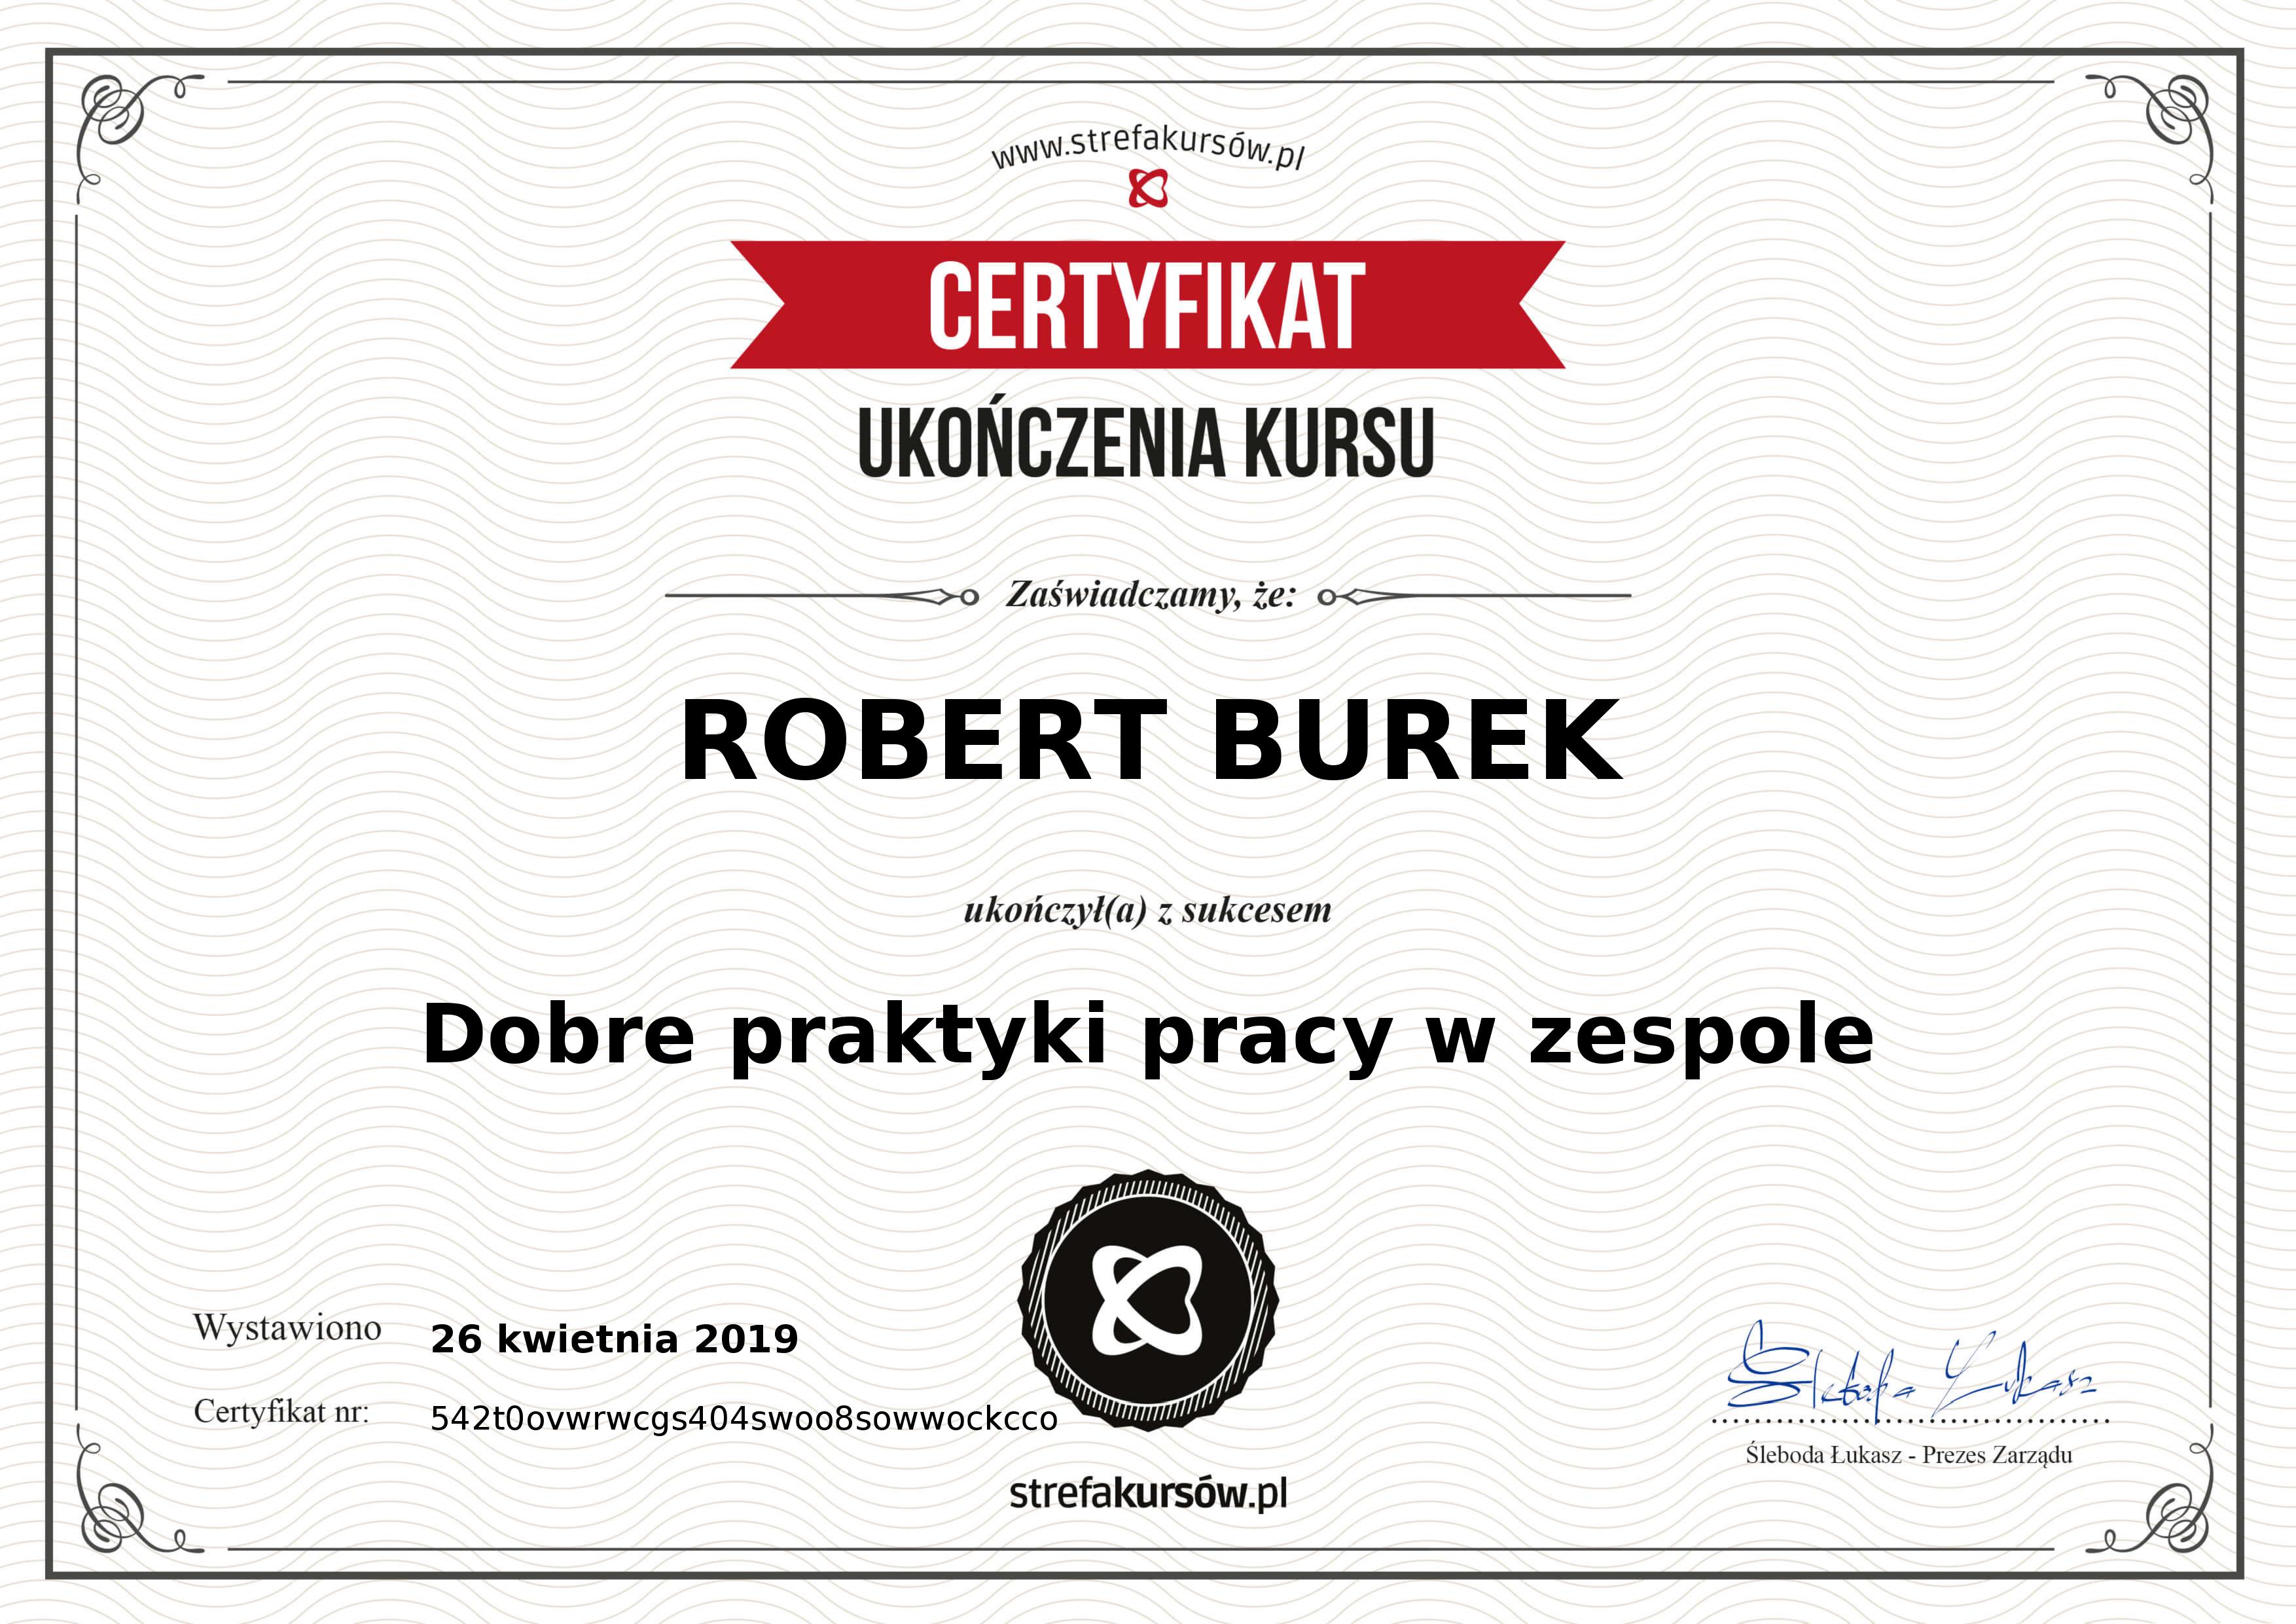 www.strefakursów.pl
CERTYFIKAT
UKOŃCZENIA KURSU
Zaświadczamy, że:
ROBERT BUREK
ukończył(a) z sukcesem
Dobre praktyki pracy w zespole
Wystawiono 26 kwietnia 2019
Certyfikat nr: 542t0ovwrwcgs404swoo8sowwockcco
Śleboda Łukasz
Śleboda Łukasz - Prezes Zarządu
strefakursów.pl